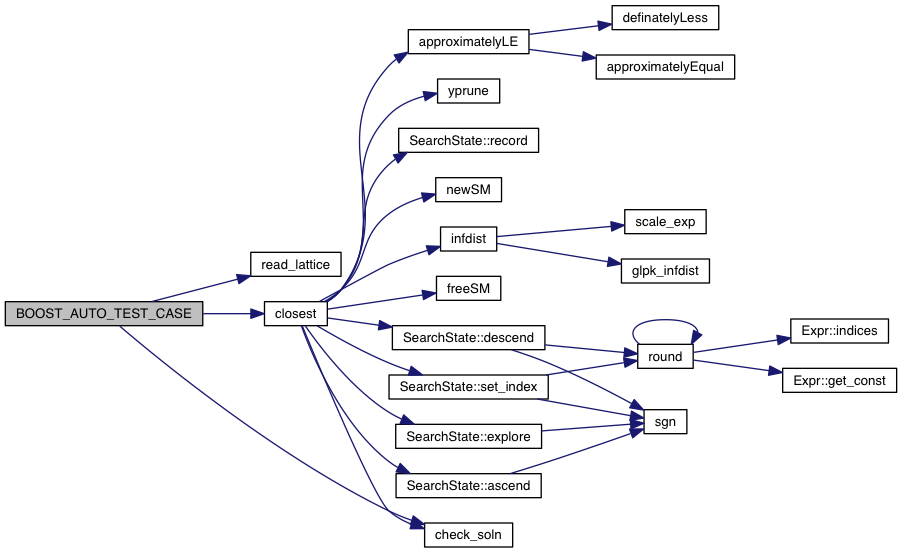 definatelyLess
approximatelyLE
approximatelyEqual
yprune
SearchState::record
newSM
scale_exp
infdist
read_lattice
glpk_infdist
freeSM
BOOST_AUTO_TEST_CASE
closest
SearchState::descend
Expr::indices
round
SearchState::set_index
Expr::get_const
sgn
SearchState::explore
SearchState::ascend
check_soln